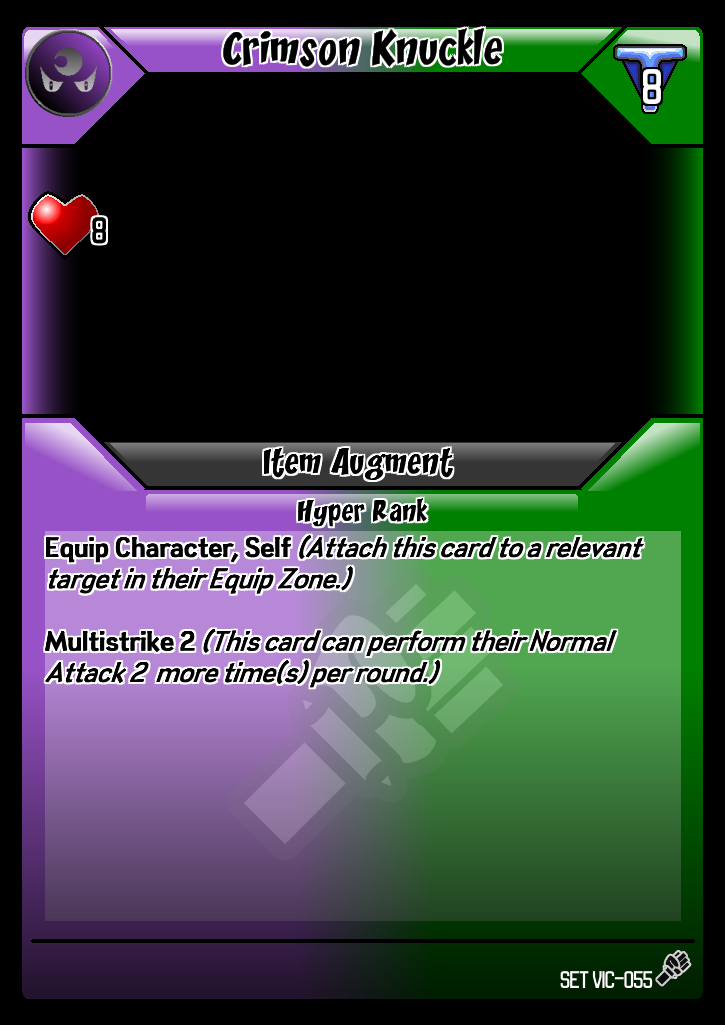 Crimson Knuckle
8
8
Item Augment
Hyper Rank
Equip Character, Self (Attach this card to a relevant
target in their Equip Zone.)
Multistrike 2 (This card can perform their Normal
Attack 2 more time(s) per round.)
SET VIC-055